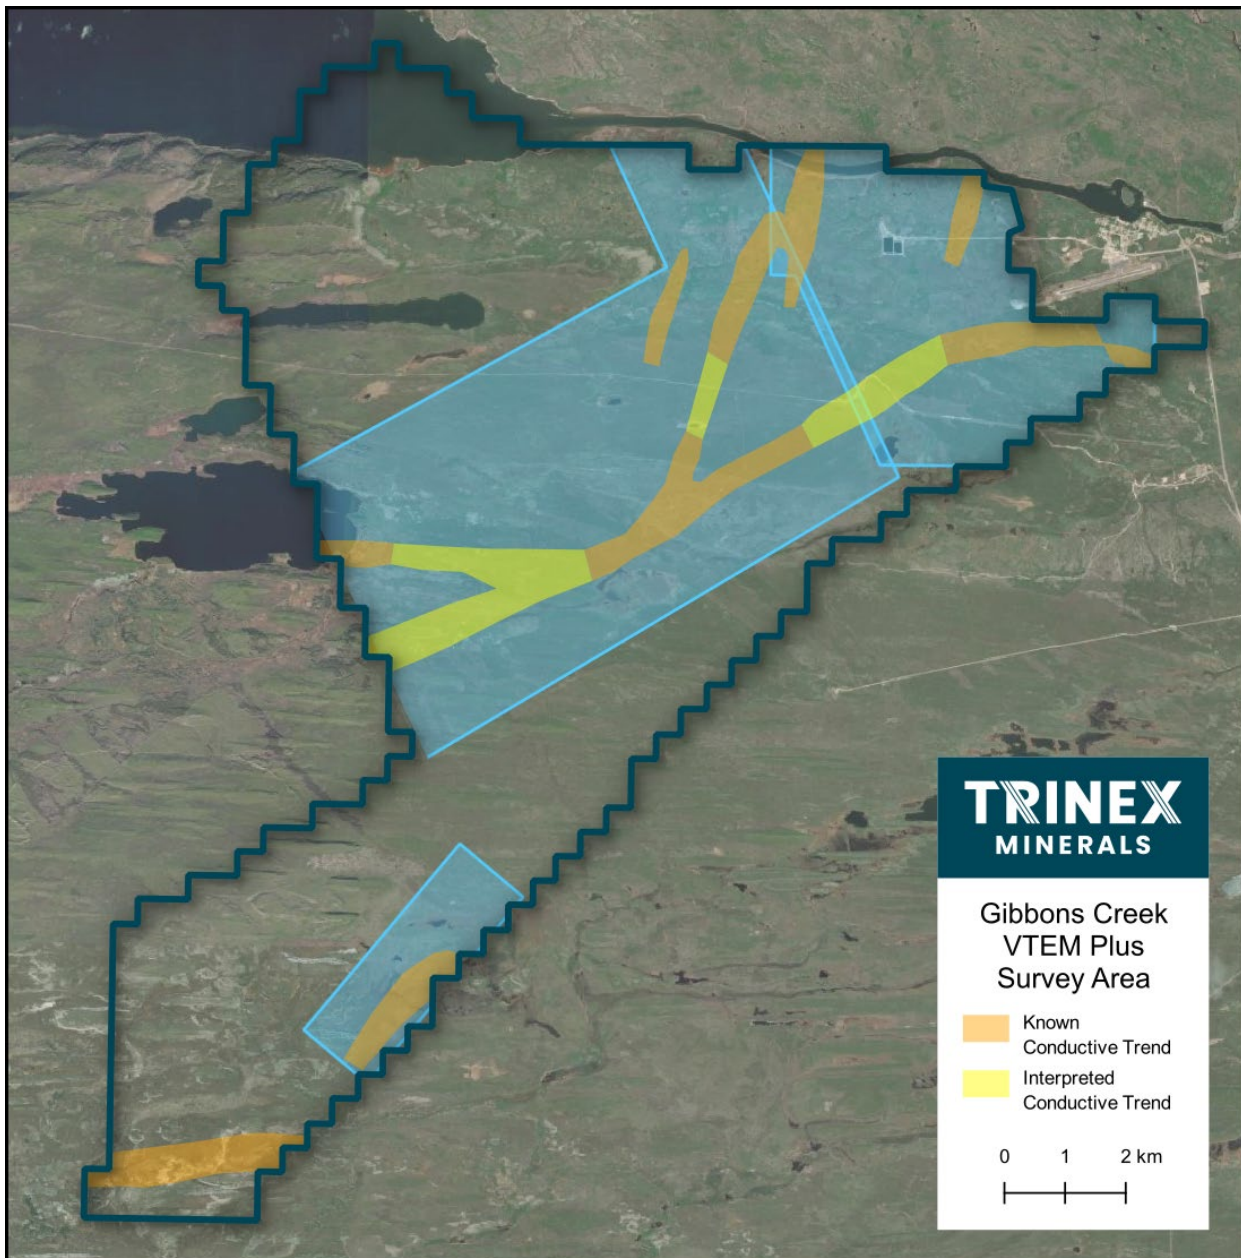 TRINEX
MINERALS
Gibbons Creek
VTEM Plus
Survey Area
Known
Conductive Trend
Interpreted
Conductive Trend
0 1 2 km